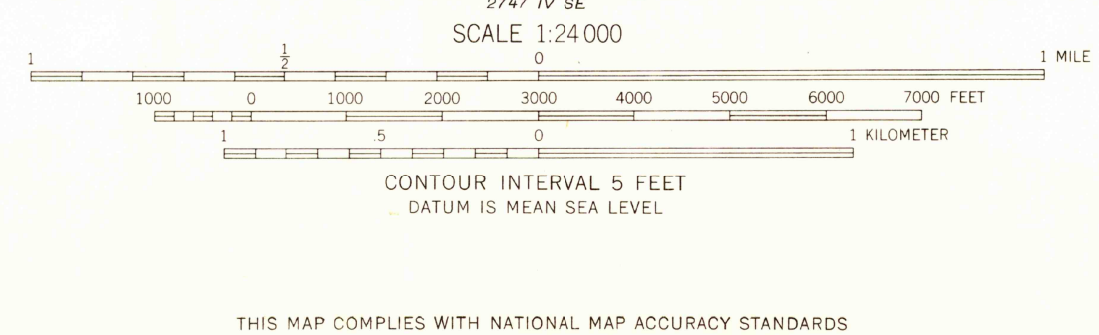 2747 IV SE
SCALE 1:24 000
1 1/2 0 1 MILE
1000 0 1000 2000 3000 4000 5000 6000 7000 FEET
1 .5 0 1 KILOMETER
CONTOUR INTERVAL 5 FEET
DATUM IS MEAN SEA LEVEL
THIS MAP COMPLIES WITH NATIONAL MAP ACCURACY STANDARDS